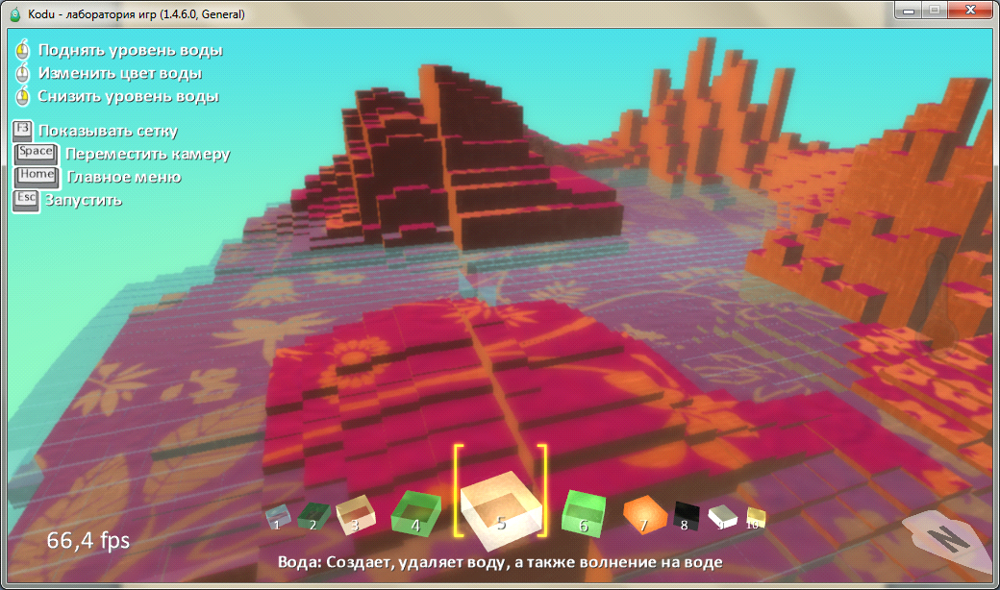 Kodu - лаборатория игр (1.4.6.0, General)
Поднять уровень воды
Изменить цвет воды
Снизить уровень воды
F3 Показывать сетку
Space Переместить камеру
Home Главное меню
Esc Запустить
1 2 3 4 5 6 7 8 9 10
66,4 fps
N
Вода: Создает, удаляет воду, а также волнение на воде